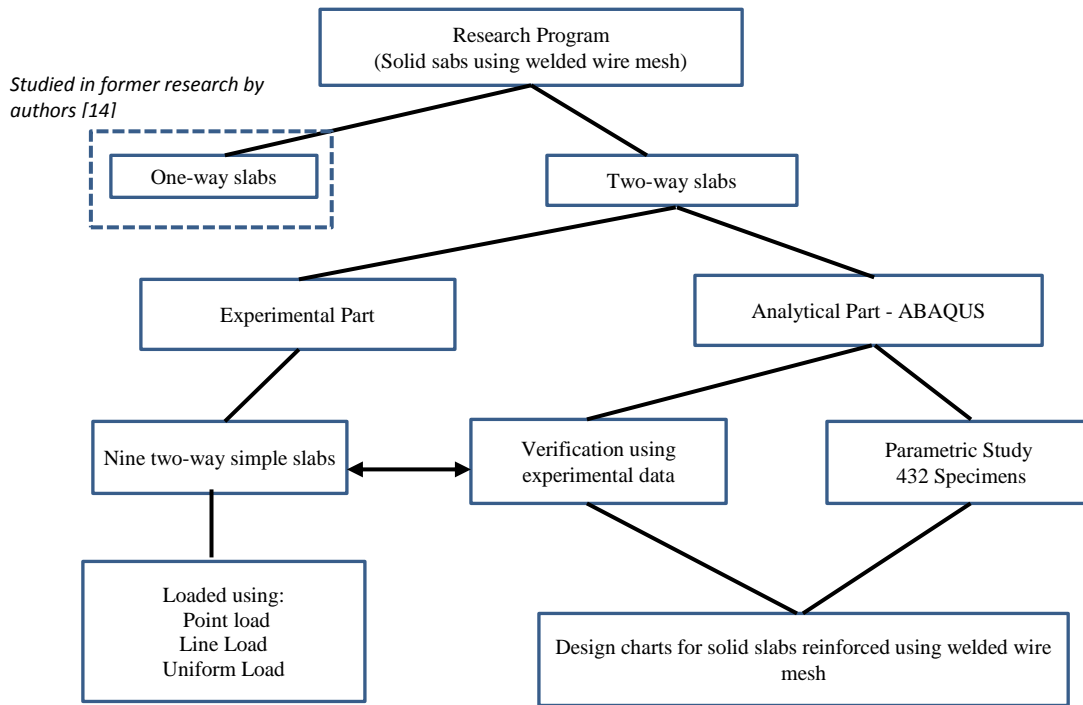 Research Program
(Solid sabs using welded wire mesh)
Studied in former research by
authors [14]
One-way slabs
Two-way slabs
Experimental Part
Analytical Part - ABAQUS
Nine two-way simple slabs
Verification using
experimental data
Parametric Study
432 Specimens
Loaded using:
Point load
Line Load
Uniform Load
Design charts for solid slabs reinforced using welded wire
mesh